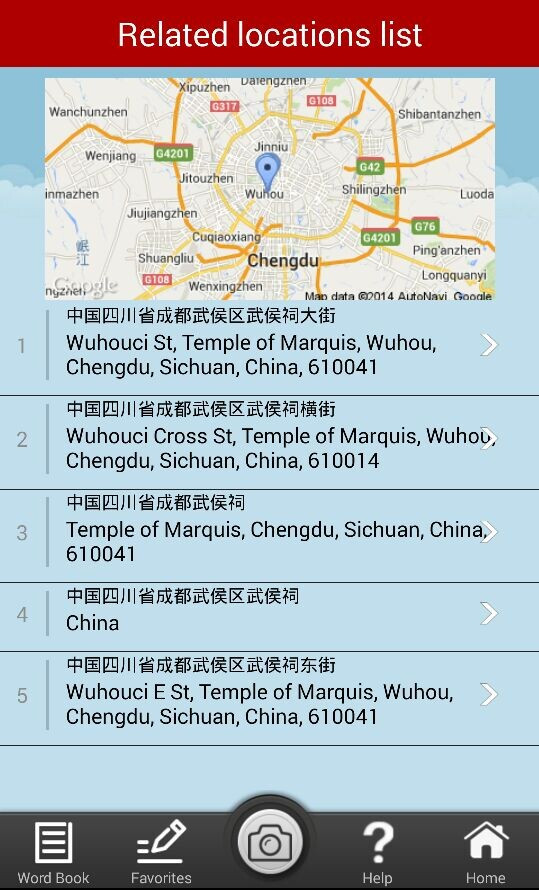 Related locations list
Xipuzhen
Dafengzhen
G317
G108
Wanchunzhen
Shibantanzhen
Jinniu
Wenjiang
G4201
G42
Jitouzhen
Wuhou
Shilingzhen
Luoda
inmazhen
Jiujiangzhen
G76
岷江
Cuqiaoxiang
G4201
Ping'anzhen
Shuangliu
Chengdu
Longquanyi
G108
Wenxingzhen
ngzhen
Google
Map data ©2014 AutoNavi, Google
中国四川省成都武侯区武侯祠大街
1
Wuhouci St, Temple of Marquis, Wuhou,
Chengdu, Sichuan, China, 610041
中国四川省成都武侯区武侯祠横街
2
Wuhouci Cross St, Temple of Marquis, Wuhou,
Chengdu, Sichuan, China, 610014
中国四川省成都武侯祠
3
Temple of Marquis, Chengdu, Sichuan, China,
610041
中国四川省成都武侯区武侯祠
4
China
中国四川省成都武侯区武侯祠东街
5
Wuhouci E St, Temple of Marquis, Wuhou,
Chengdu, Sichuan, China, 610041
Word Book
Favorites
Help
Home